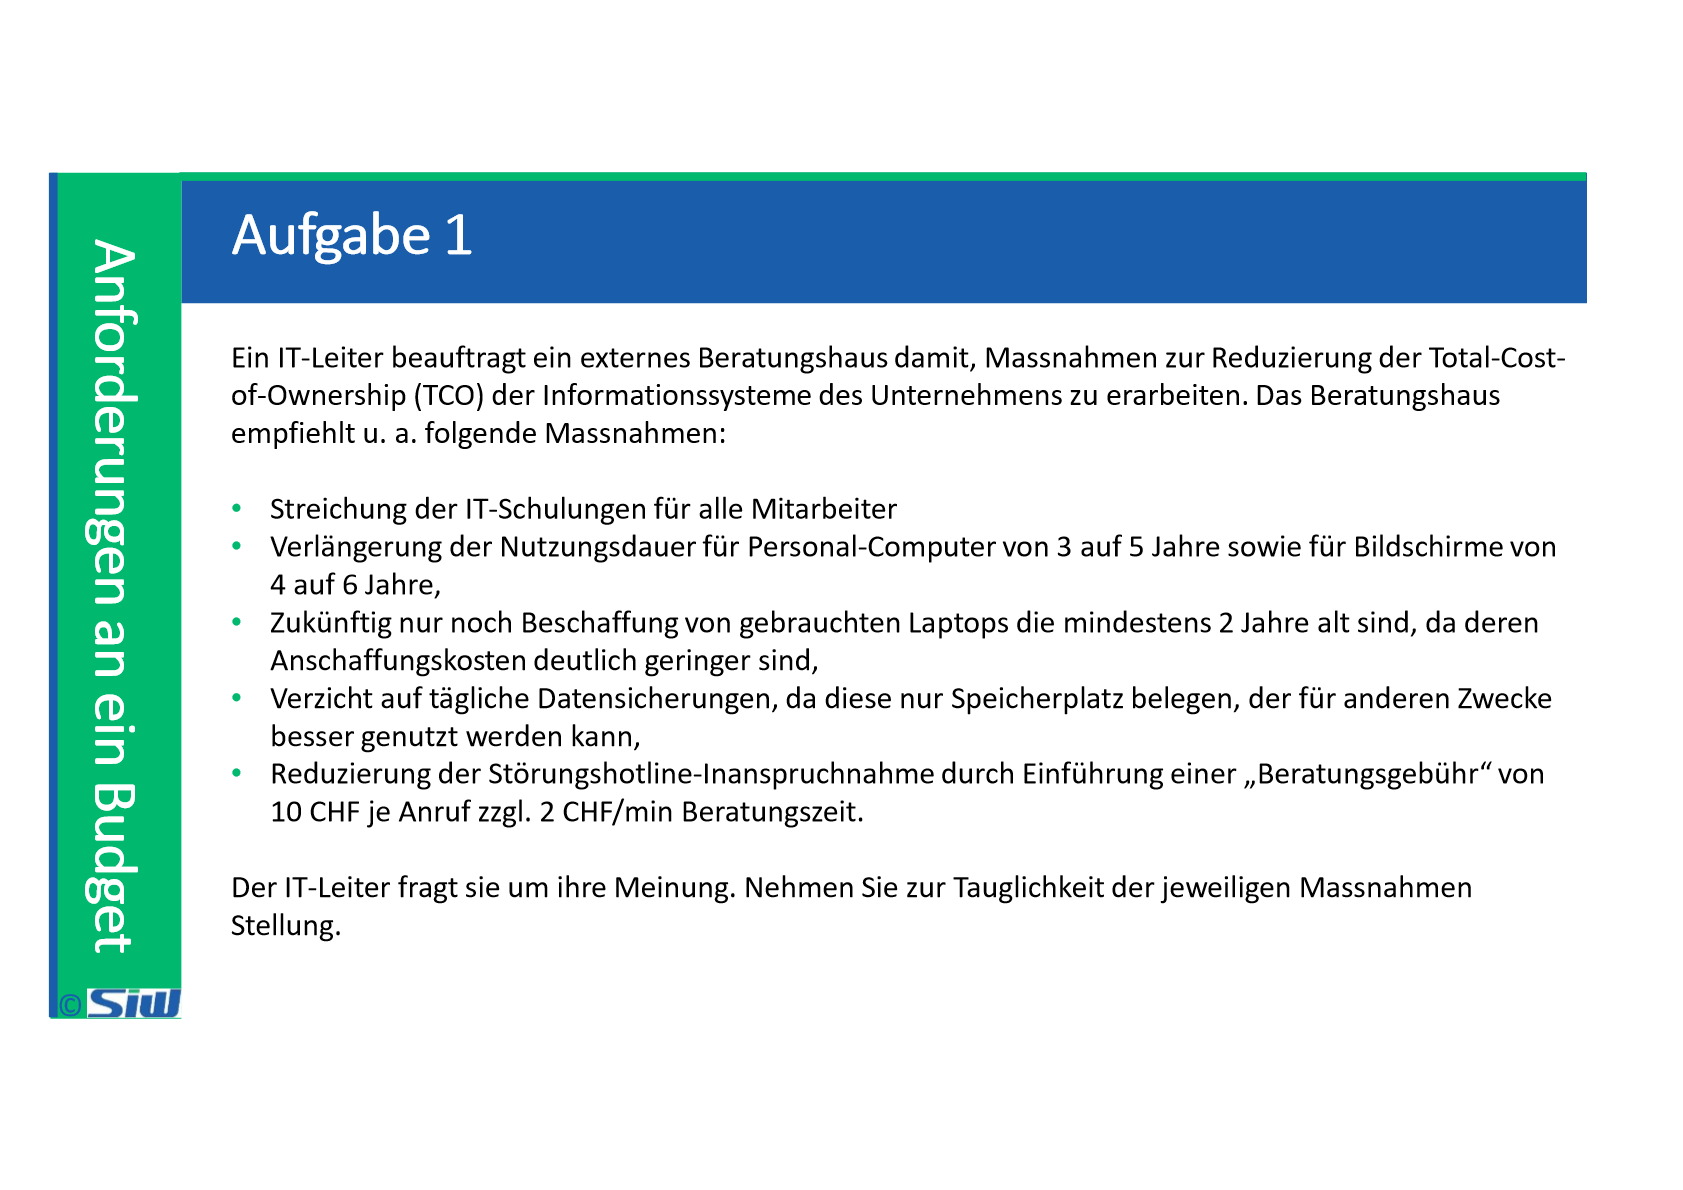 Aufgabe 1
Anforderungen an ein Budget
Ein IT-Leiter beauftragt ein externes Beratungshaus damit, Massnahmen zur Reduzierung der Total-Cost-
of-Ownership (TCO) der Informationssysteme des Unternehmens zu erarbeiten. Das Beratungshaus
empfiehlt u. a. folgende Massnahmen:
• Streichung der IT-Schulungen für alle Mitarbeiter
• Verlängerung der Nutzungsdauer für Personal-Computer von 3 auf 5 Jahre sowie für Bildschirme von
4 auf 6 Jahre,
• Zukünftig nur noch Beschaffung von gebrauchten Laptops die mindestens 2 Jahre alt sind, da deren
Anschaffungskosten deutlich geringer sind,
• Verzicht auf tägliche Datensicherungen, da diese nur Speicherplatz belegen, der für anderen Zwecke
besser genutzt werden kann,
• Reduzierung der Störungshotline-Inanspruchnahme durch Einführung einer „Beratungsgebühr“ von
10 CHF je Anruf zzgl. 2 CHF/min Beratungszeit.
Der IT-Leiter fragt sie um ihre Meinung. Nehmen Sie zur Tauglichkeit der jeweiligen Massnahmen
Stellung.
© SiW